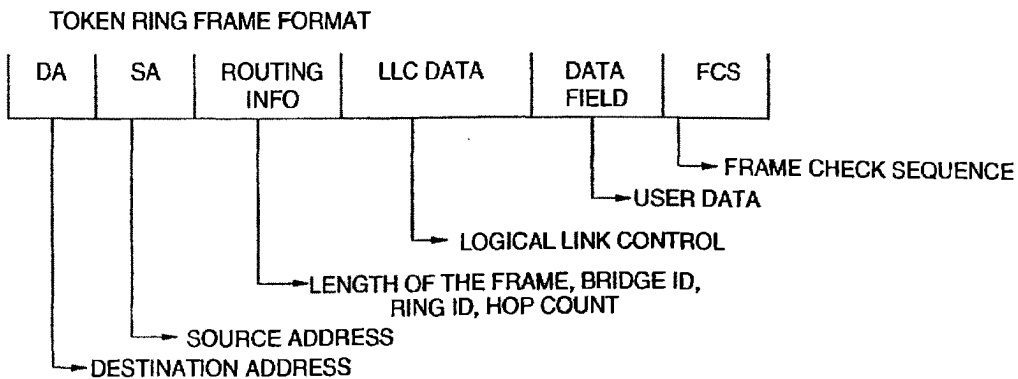 TOKEN RING FRAME FORMAT
DA SA ROUTING INFO LLC DATA DATA FIELD FCS
FRAME CHECK SEQUENCE
USER DATA
LOGICAL LINK CONTROL
LENGTH OF THE FRAME, BRIDGE ID,
RING ID, HOP COUNT
SOURCE ADDRESS
DESTINATION ADDRESS